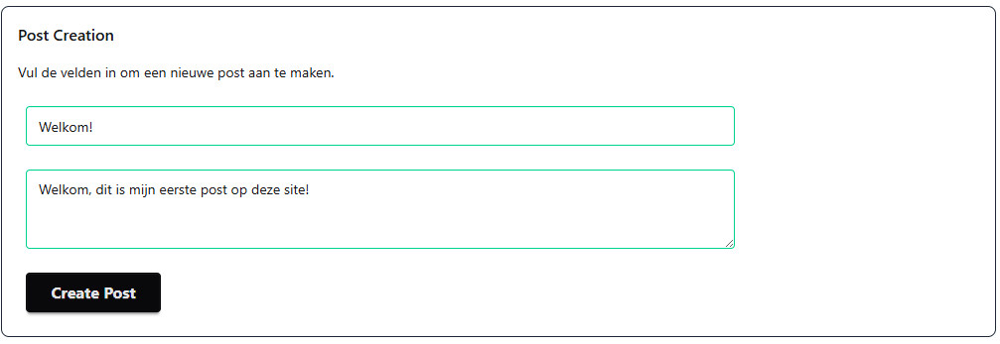 Post Creation
Vul de velden in om een nieuwe post aan te maken.
Welkom!
Welkom, dit is mijn eerste post op deze site!
Create Post